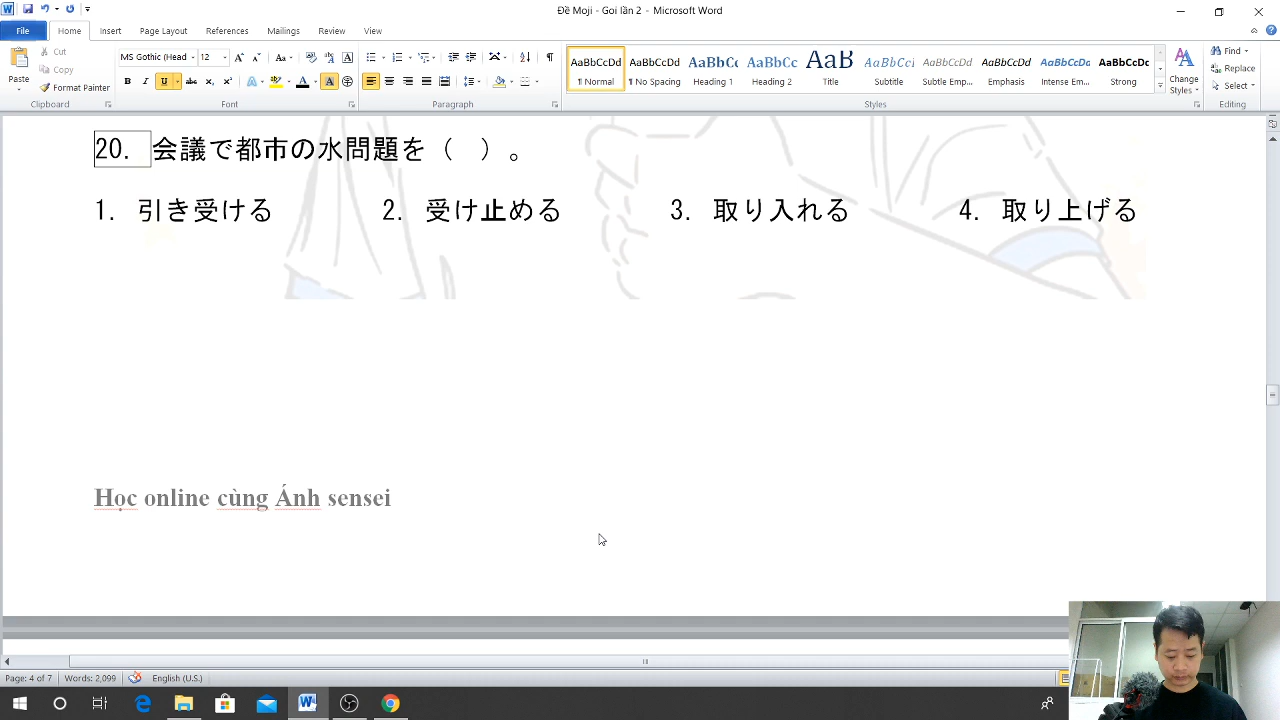 Đề Moji - Goi lần 2 - Microsoft Word
File Home Insert Page Layout References Mailings Review View
Cut
Copy
Format Painter
Paste
MS Gothic (Head 12
AaBbCcDd AaBbCcDd AaBbCc AaBbCc AaB AaBbCcI AaBbCcDd AaBbCcDd AaBbCcDc AaBbCcDc
¶ Normal ¶ No Spacing Heading 1 Heading 2 Title Subtitle Subtle Emp... Emphasis Intense Em... Strong
Change Styles
Find
Replace
Select
Clipboard Font Paragraph Styles Editing
20. 会議で都市の水問題を（　）。
1. 引き受ける 2. 受け止める 3. 取り入れる 4. 取り上げる
Học online cùng Ánh sensei
Page: 4 of 7 Words: 2,099 English (U.S.)